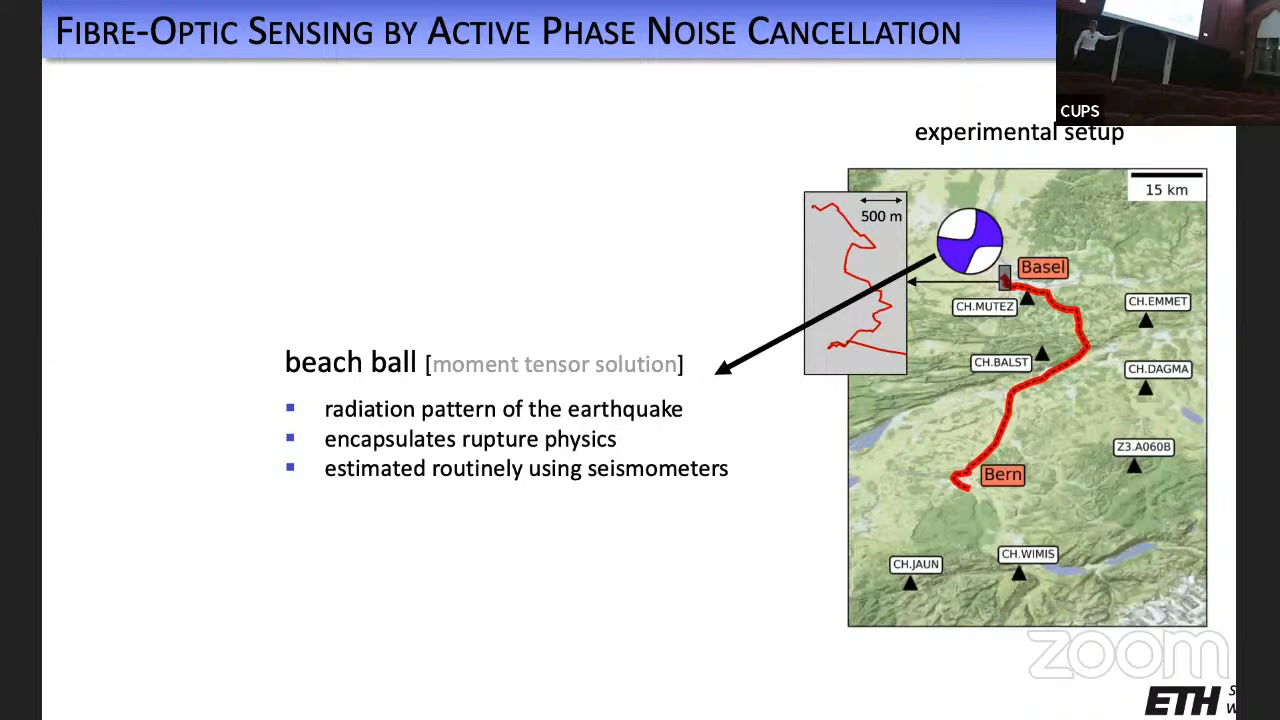 FIBRE-OPTIC SENSING BY ACTIVE PHASE NOISE CANCELLATION
CUPS
experimental setup
15 km
500 m
Basel
CH.MUTEZ
CH.EMMET
CH.BALST
CH.DAGMA
beach ball [moment tensor solution]
radiation pattern of the earthquake
encapsulates rupture physics
estimated routinely using seismometers
Z3.A060B
Bern
CH.WIMIS
CH.JAUN
zoom
ETH